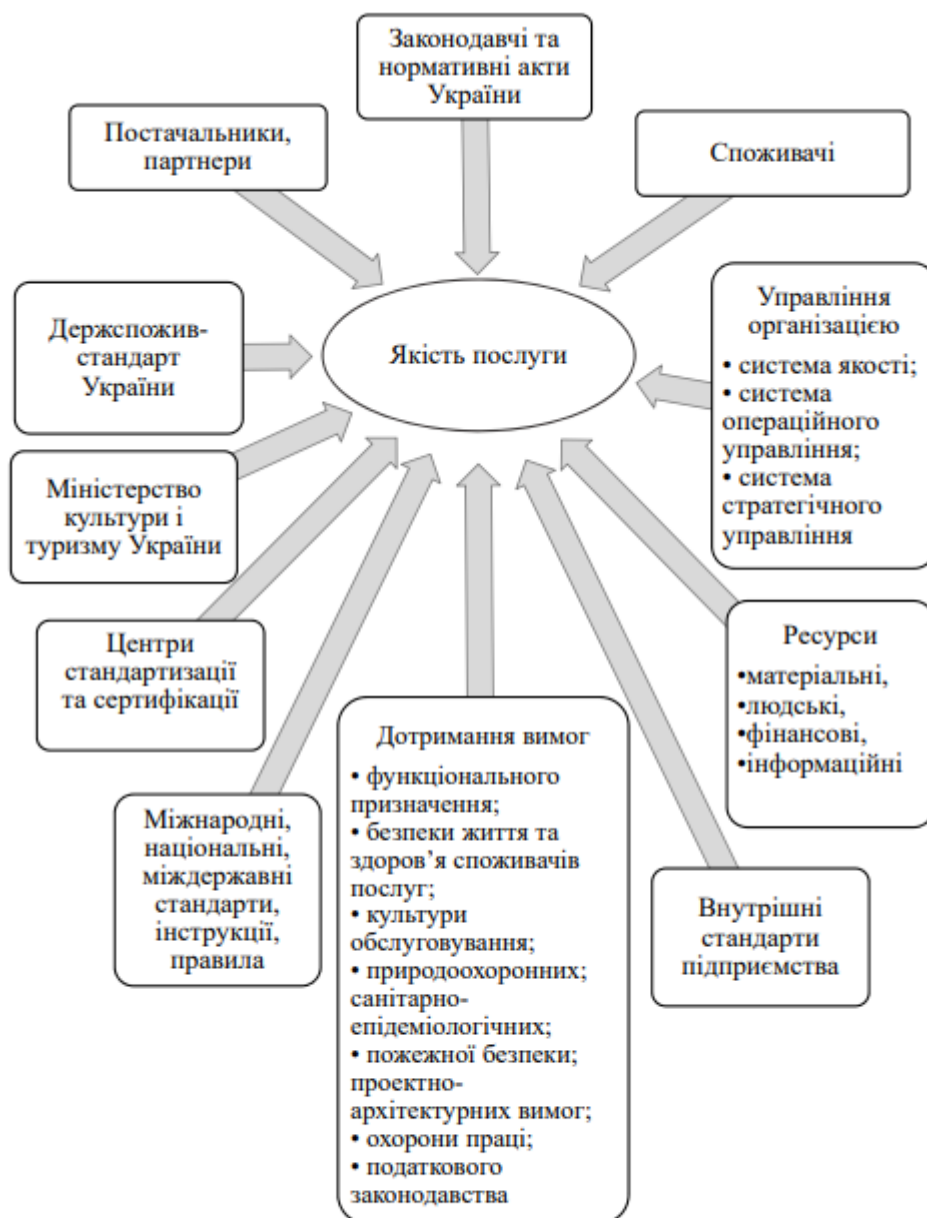 Законодавчі та
нормативні акти
України
Постачальники,
партнери
Споживачі
Держспожив-
стандарт
України
Якість послуги
Управління
організацією
• система якості;
• система
операційного
управління;
• система
стратегічного
управління
Міністерство
культури і
туризму України
Центри
стандартизації
та сертифікації
Ресурси
•матеріальні,
•людські,
•фінансові,
•інформаційні
Міжнародні,
національні,
міждержавні
стандарти,
інструкції,
правила
Дотримання вимог
• функціонального
призначення;
• безпеки життя та
здоров’я споживачів
послуг;
• культури
обслуговування;
• природоохоронних;
санітарно-
епідеміологічних;
• пожежної безпеки;
проектно-
архітектурних вимог;
• охорони праці;
• податкового
законодавства
Внутрішні
стандарти
підприємства